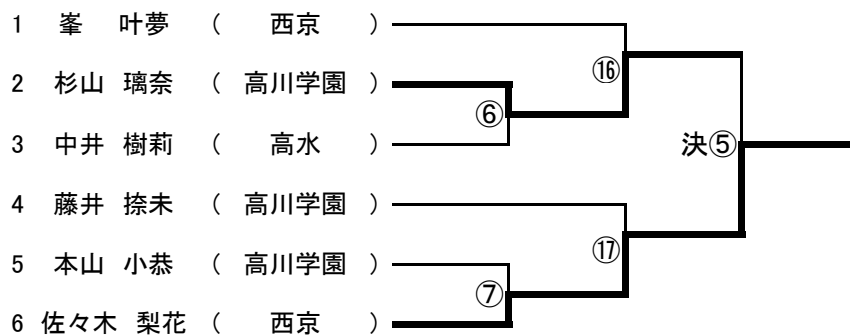 1 峯 叶夢 ( 西京 )
⑯
2 杉山 璃奈 ( 高川学園 )
⑥
3 中井 樹莉 ( 高水 )
決⑤
4 藤井 捺未 ( 高川学園 )
⑰
5 本山 小恭 ( 高川学園 )
⑦
6 佐々木 梨花 ( 西京 )